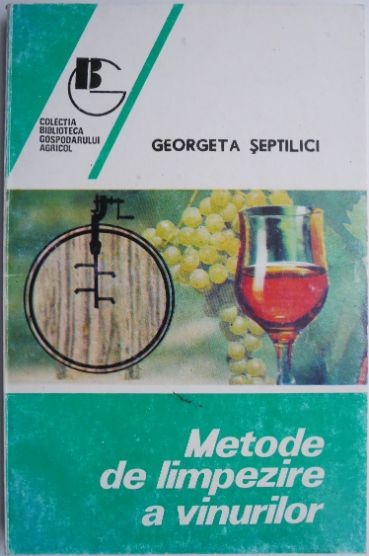 BG
COLECȚIA
BIBLIOTECA
GOSPODARULUI
AGRICOL
GEORGETA ȘEPTILICI
Metode
de limpezire
a vinurilor